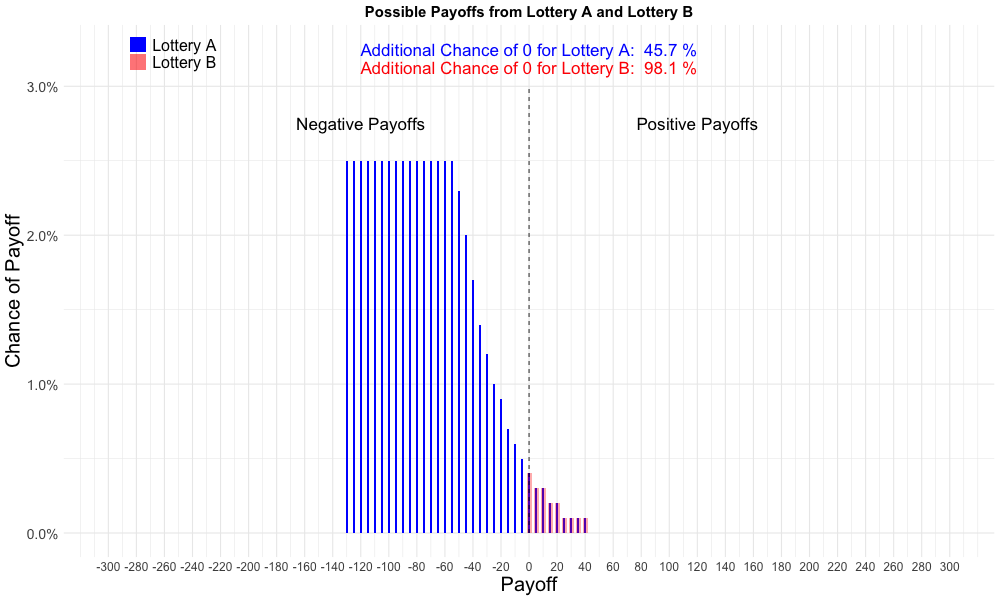 Possible Payoffs from Lottery A and Lottery B
Lottery A
Lottery B
Additional Chance of 0 for Lottery A: 45.7 %
Additional Chance of 0 for Lottery B: 98.1 %
Negative Payoffs
Positive Payoffs
Chance of Payoff
3.0%
2.0%
1.0%
0.0%
-300 -280 -260 -240 -220 -200 -180 -160 -140 -120 -100 -80 -60 -40 -20 0 20 40 60 80 100 120 140 160 180 200 220 240 260 280 300
Payoff